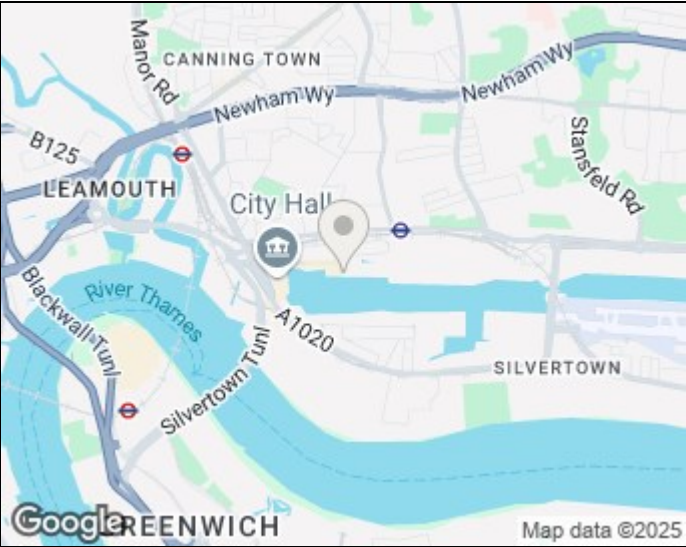 Manor Rd
CANNING TOWN
Newham Wy
Newham Wy
B125
Stansfeld Rd
LEAMOUTH
City Hall
River Thames
Blackwall Tunl
A1020
Silvertown Tunl
SILVERTOWN
Google
GREENWICH
Map data ©2025